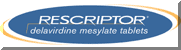 RESCRIPTOR®
delavirdine mesylate tablets